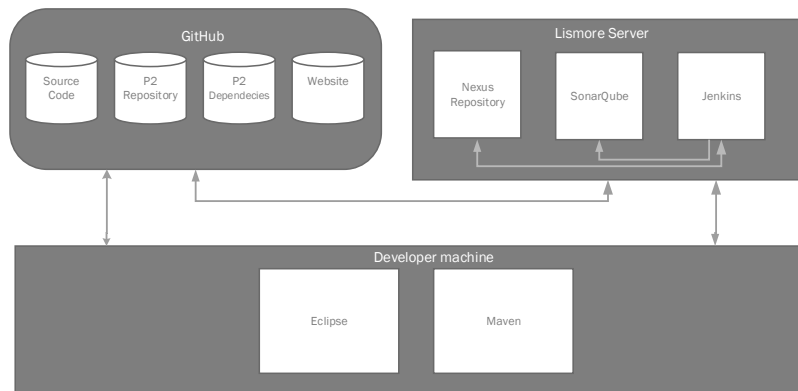 GitHub
Source
Code
P2
Repository
P2
Dependecies
Website
Lismore Server
Nexus
Repository
SonarQube
Jenkins
Developer machine
Eclipse
Maven